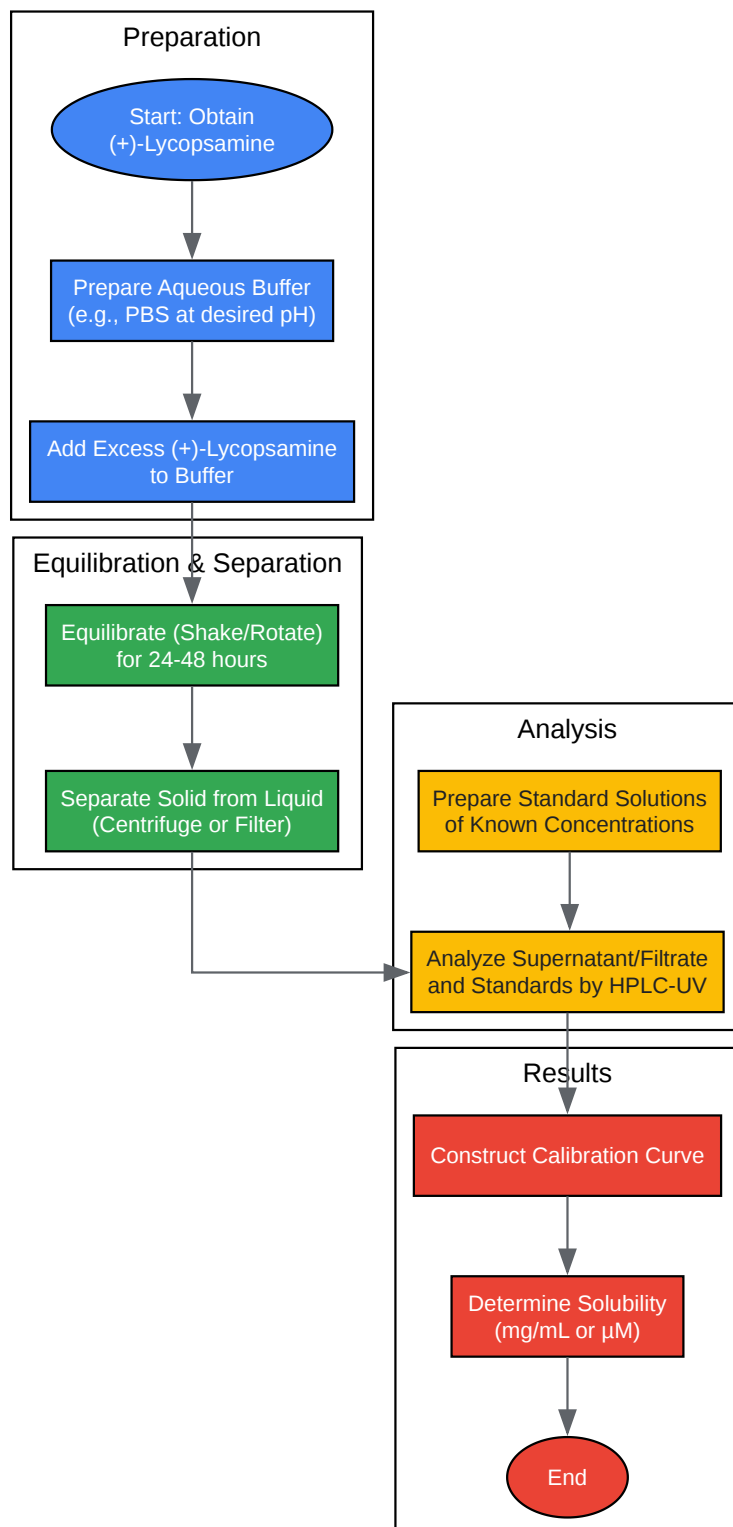 Preparation
Start: Obtain
(+)-Lycopsamine
Prepare Aqueous Buffer
(e.g., PBS at desired pH)
Add Excess (+)-Lycopsamine
to Buffer
Equilibration & Separation
Equilibrate (Shake/Rotate)
for 24-48 hours
Separate Solid from Liquid
(Centrifuge or Filter)
Analysis
Prepare Standard Solutions
of Known Concentrations
Analyze Supernatant/Filtrate
and Standards by HPLC-UV
Results
Construct Calibration Curve
Determine Solubility
(mg/mL or µM)
End